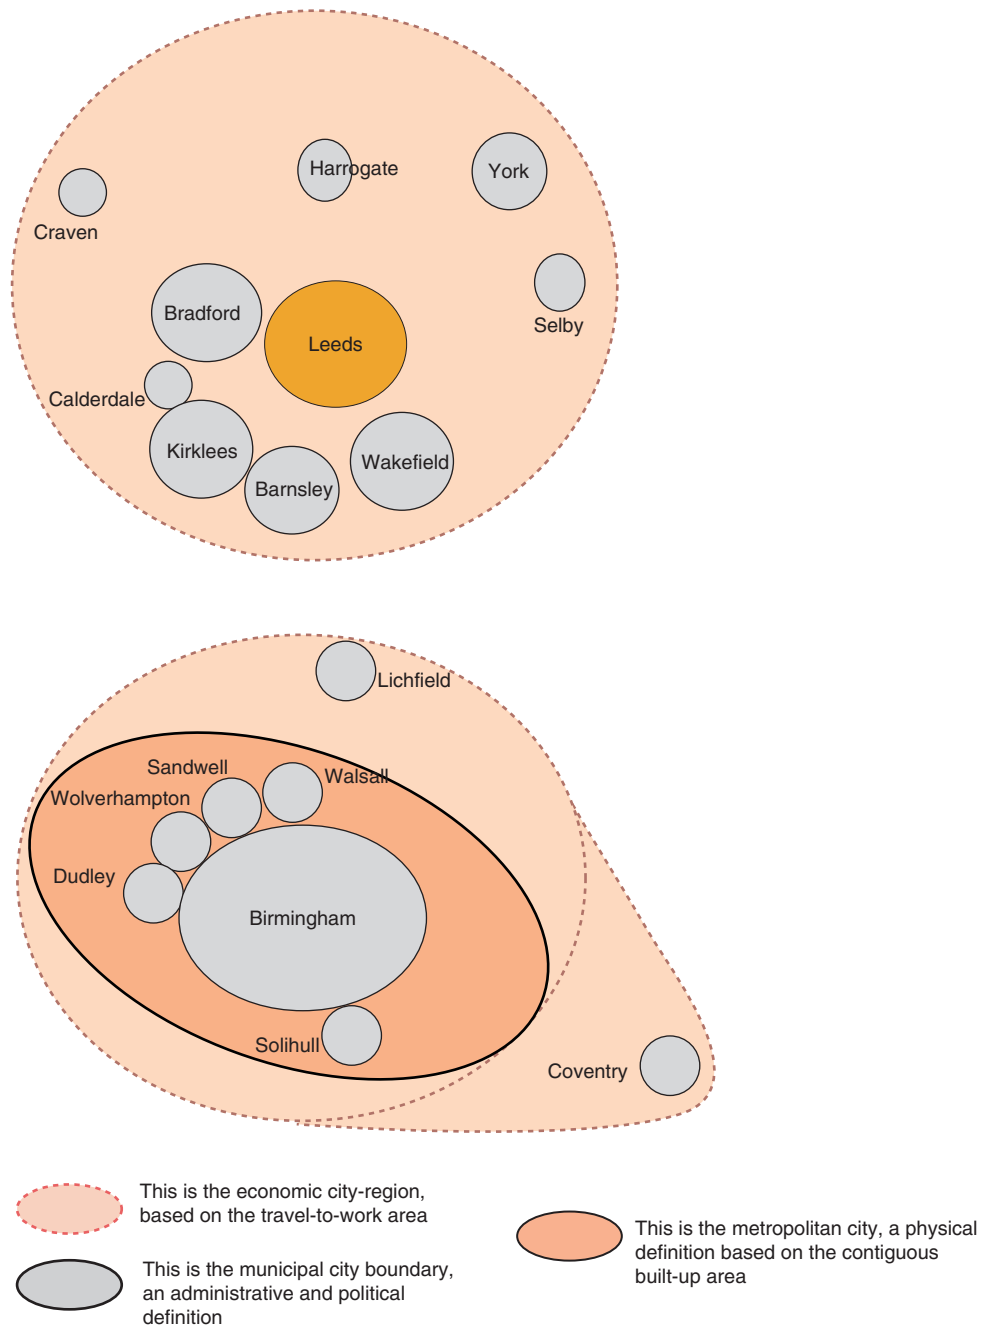 Harrogate
York
Craven
Selby
Bradford
Leeds
Calderdale
Kirklees
Wakefield
Barnsley
Lichfield
Sandwell
Walsall
Wolverhampton
Dudley
Birmingham
Solihull
Coventry
This is the economic city-region,
based on the travel-to-work area
This is the municipal city boundary,
an administrative and political
definition
This is the metropolitan city, a physical
definition based on the contiguous
built-up area